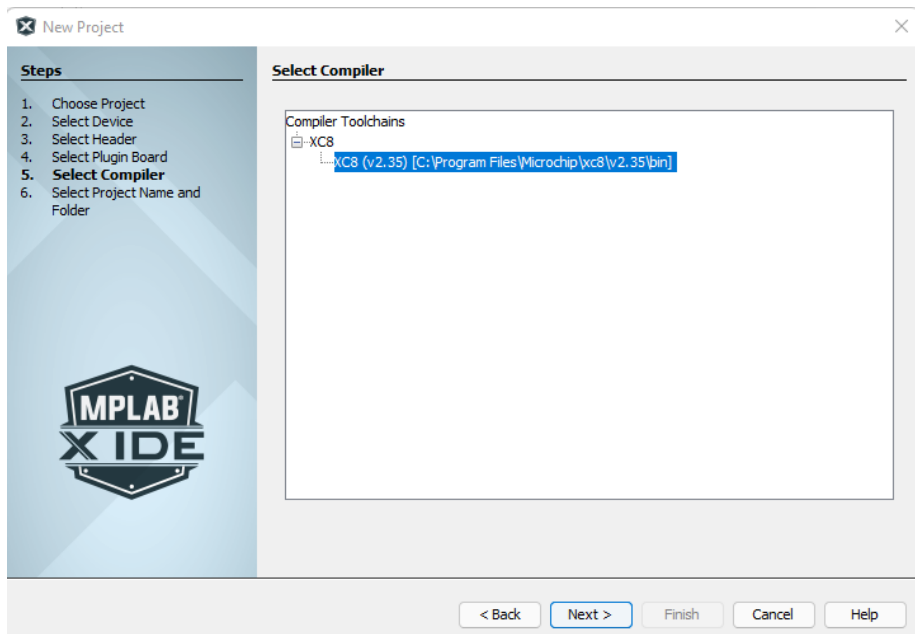 New Project
Steps
1. Choose Project
2. Select Device
3. Select Header
4. Select Plugin Board
5. Select Compiler
6. Select Project Name and
Folder
MPLAB®
X IDE
Select Compiler
Compiler Toolchains
XC8
XC8 (v2.35) [C:\Program Files\Microchip\xc8\v2.35\bin]
< Back
Next >
Finish
Cancel
Help